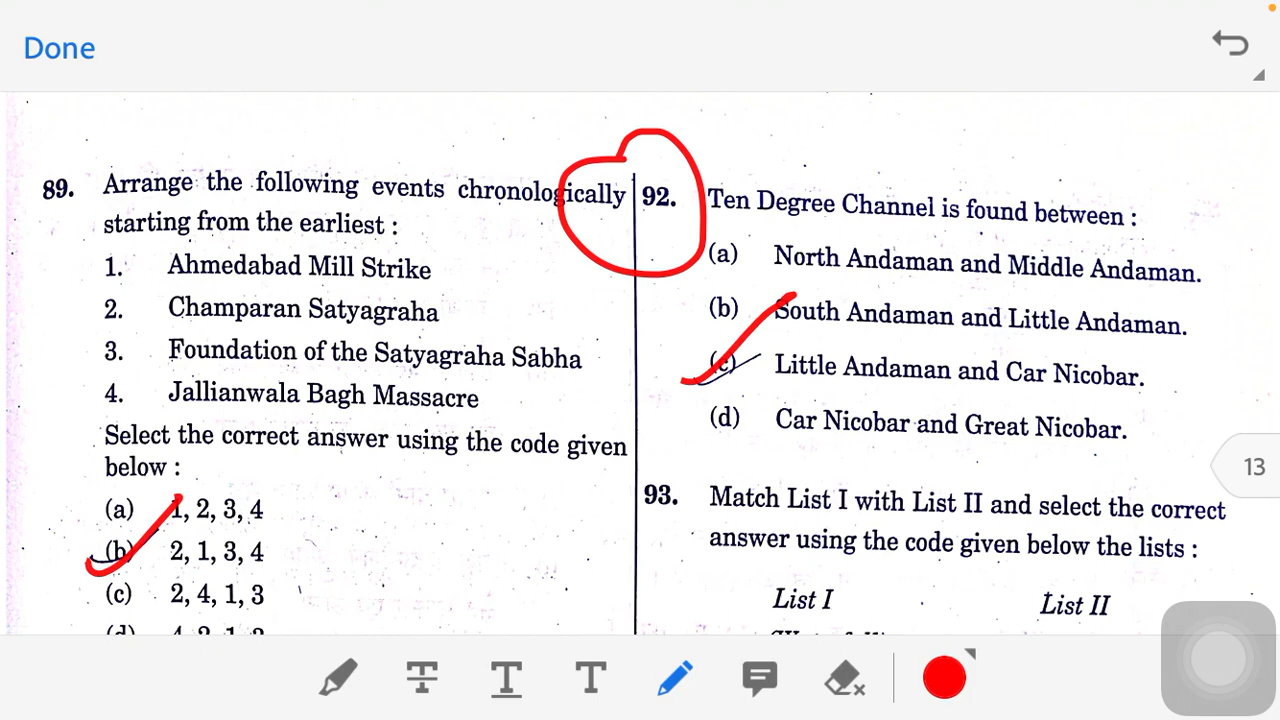 Done
89. Arrange the following events chronologically
starting from the earliest :
1. Ahmedabad Mill Strike
2. Champaran Satyagraha
3. Foundation of the Satyagraha Sabha
4. Jallianwala Bagh Massacre
Select the correct answer using the code given
below :
(a) 1, 2, 3, 4
(b) 2, 1, 3, 4
(c) 2, 4, 1, 3
92. Ten Degree Channel is found between :
(a) North Andaman and Middle Andaman.
(b) South Andaman and Little Andaman.
(c) Little Andaman and Car Nicobar.
(d) Car Nicobar and Great Nicobar.
93. Match List I with List II and select the correct
answer using the code given below the lists :
List I List II
13
T T T